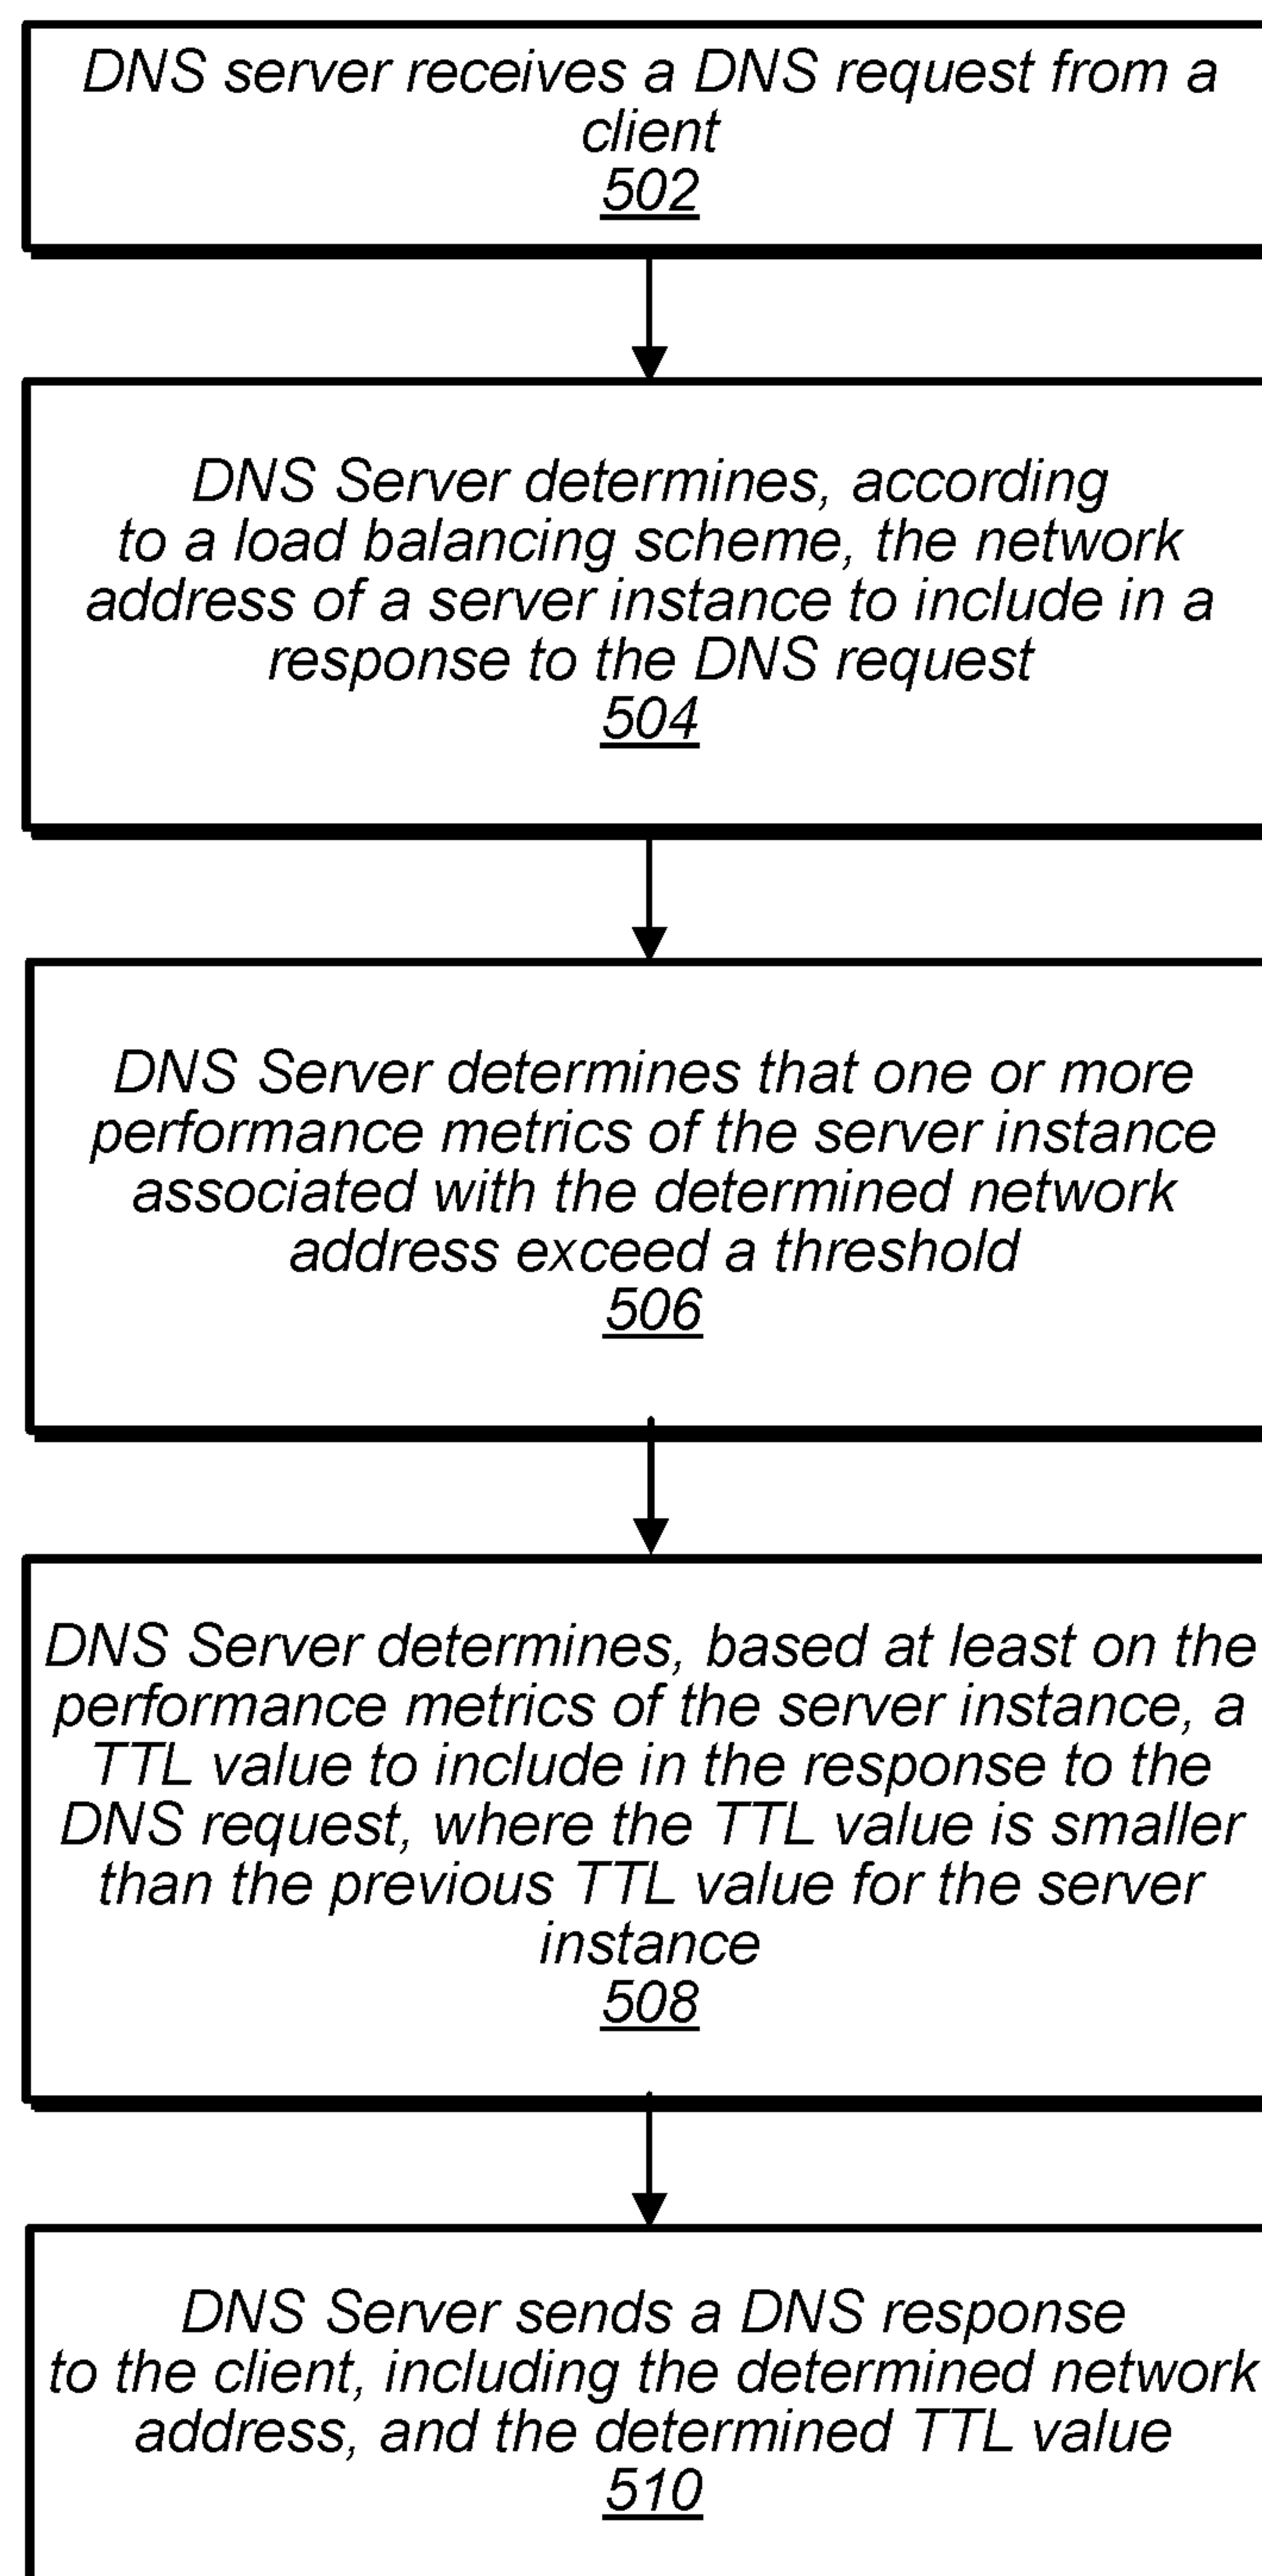 DNS server receives a DNS request from a
client
502
DNS Server determines, according
to a load balancing scheme, the network
address of a server instance to include in a
response to the DNS request
504
DNS Server determines that one or more
performance metrics of the server instance
associated with the determined network
address exceed a threshold
506
DNS Server determines, based at least on the
performance metrics of the server instance, a
TTL value to include in the response to the
DNS request, where the TTL value is smaller
than the previous TTL value for the server
instance
508
DNS Server sends a DNS response
to the client, including the determined network
address, and the determined TTL value
510